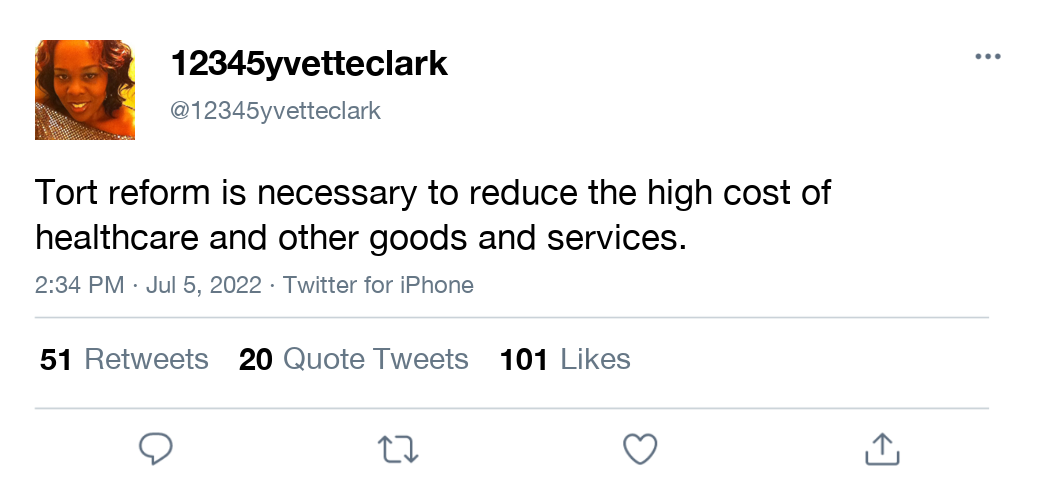 12345yvetteclark
@12345yvetteclark
Tort reform is necessary to reduce the high cost of
healthcare and other goods and services.
2:34 PM · Jul 5, 2022 · Twitter for iPhone
51 Retweets 20 Quote Tweets 101 Likes